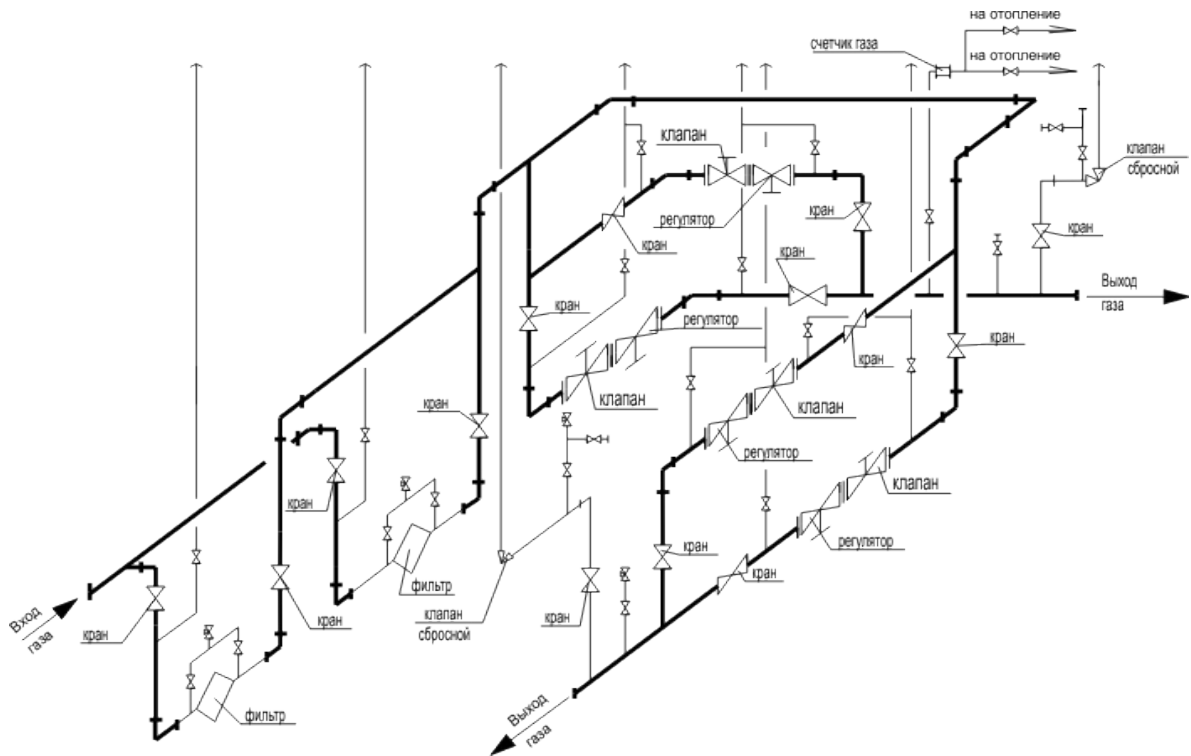 на отопление
счетчик газа
на отопление
клапан
клапан
сбросной
регулятор
кран
кран
кран
кран
Выход
газа
кран
регулятор
кран
кран
клапан
клапан
кран
регулятор
клапан
кран
регулятор
кран
кран
фильтр
Вход
газа
кран
кран
клапан
сбросной
кран
фильтр
Выход
газа